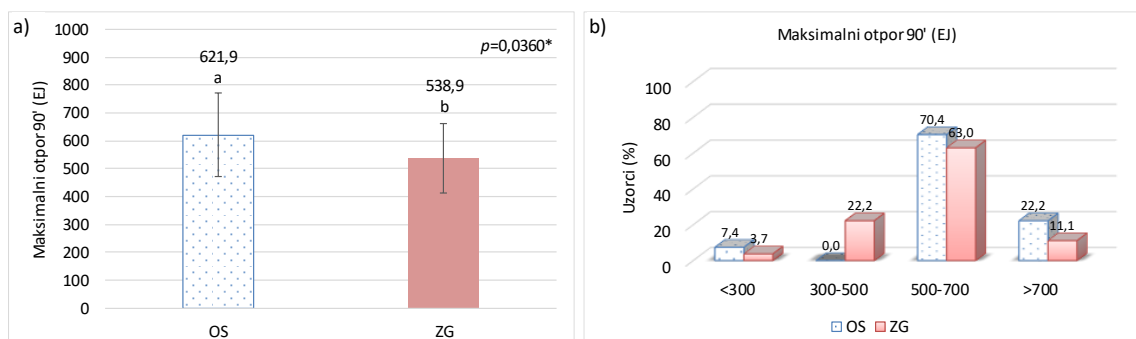 a)
Maksimalni otpor 90' (EJ)
1000
900
800
700
600
500
400
300
200
100
0
p=0,0360*
621,9
a
538,9
b
OS
ZG
b)
Maksimalni otpor 90' (EJ)
Uzorci (%)
100
80
60
40
20
0
7,4
3,7
0,0
22,2
70,4
63,0
22,2
11,1
<300
300-500
500-700
>700
OS
ZG